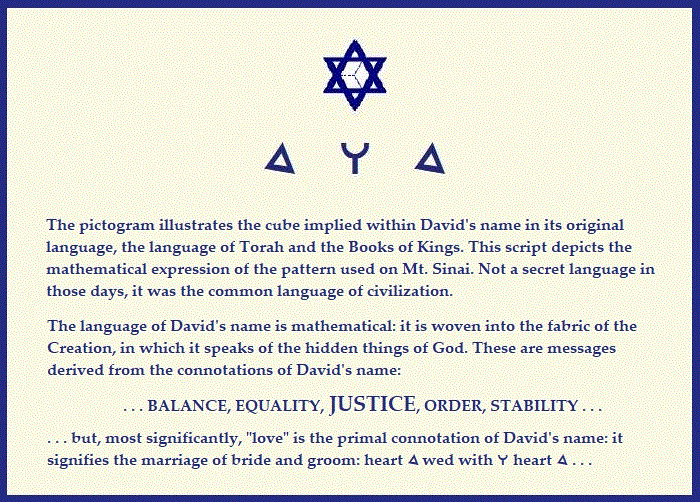 𐤃 𐤅 𐤃
The pictogram illustrates the cube implied within David's name in its original
language, the language of Torah and the Books of Kings. This script depicts the
mathematical expression of the pattern used on Mt. Sinai. Not a secret language in
those days, it was the common language of civilization.
The language of David's name is mathematical: it is woven into the fabric of the
Creation, in which it speaks of the hidden things of God. These are messages
derived from the connotations of David's name:
. . . BALANCE, EQUALITY, JUSTICE, ORDER, STABILITY . . .
. . . but, most significantly, "love" is the primal connotation of David's name: it
signifies the marriage of bride and groom: heart 𐤃 wed with 𐤅 heart 𐤃 . . .